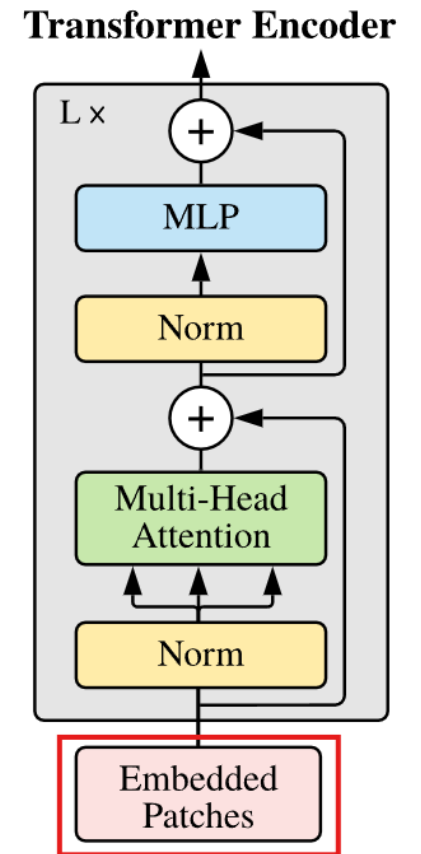 Transformer Encoder
L ×
MLP
Norm
Multi-Head
Attention
Norm
Embedded
Patches